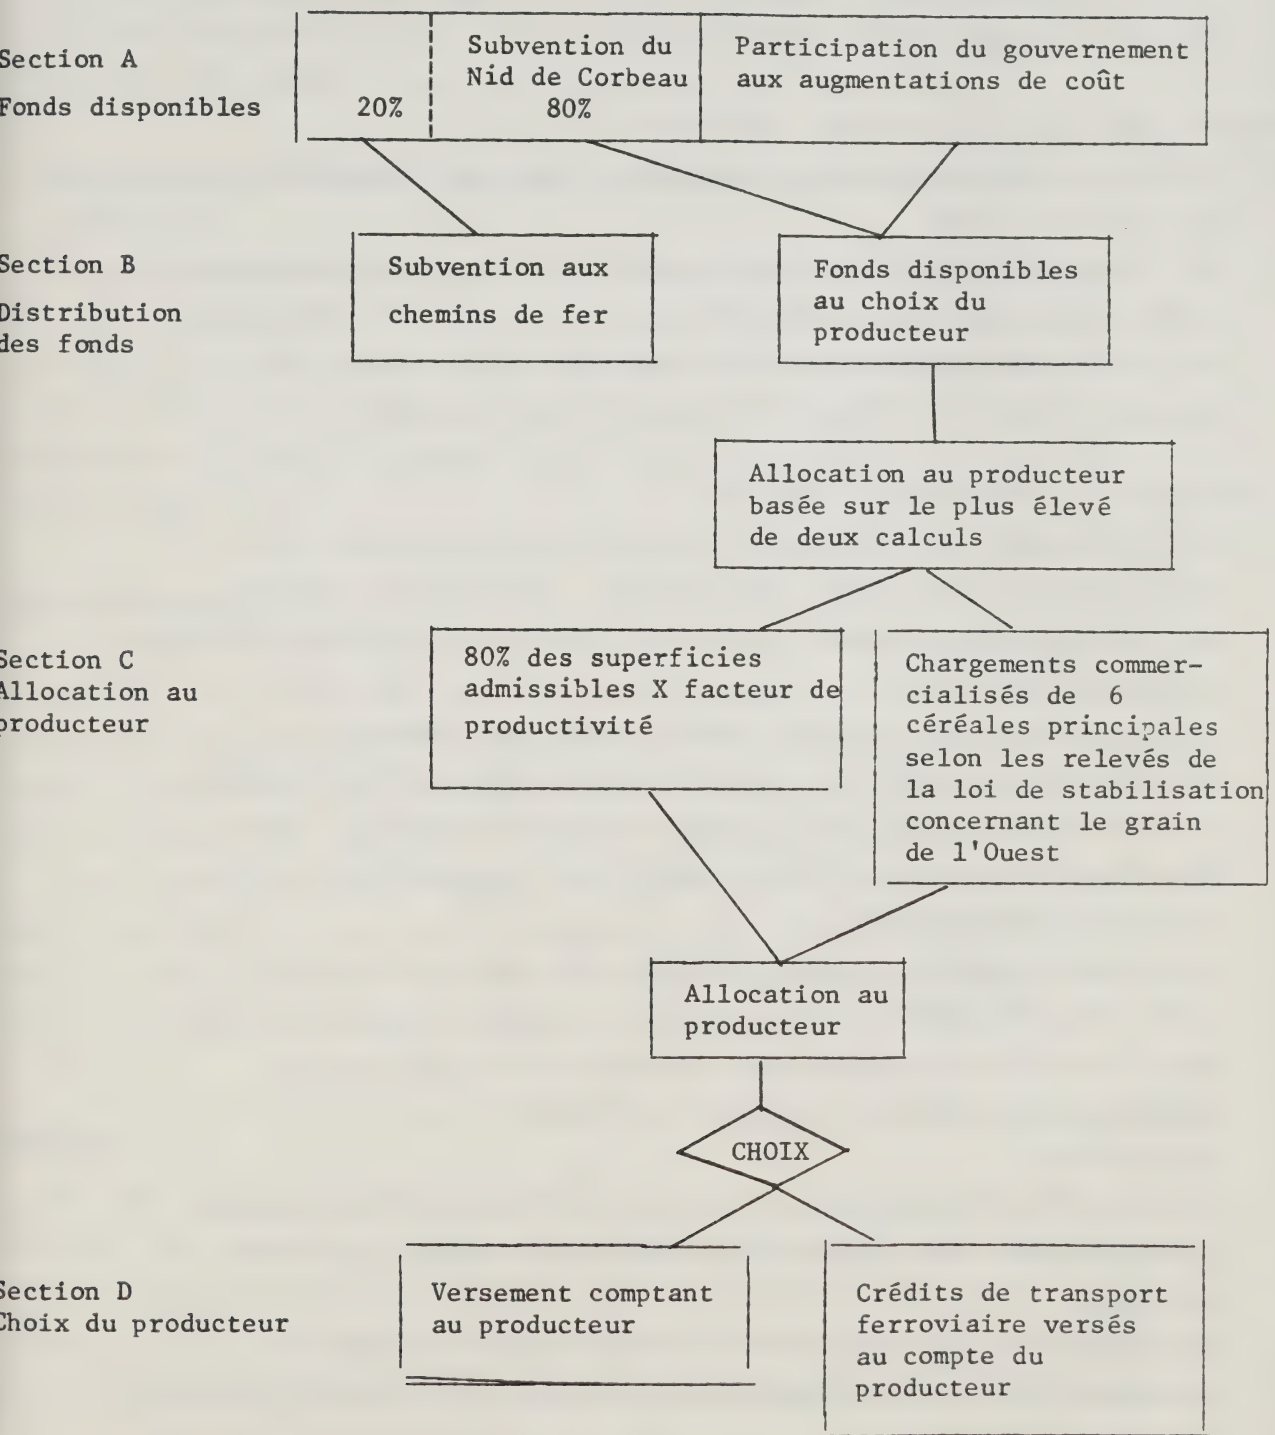 Section A
Fonds disponibles
20%
Subvention du
Nid de Corbeau
80%
Participation du gouvernement
aux augmentations de coût
Section B
Distribution
des fonds
Subvention aux
chemins de fer
Fonds disponibles
au choix du
producteur
Allocation au producteur
basée sur le plus élevé
de deux calculs
Section C
Allocation au
producteur
80% des superficies
admissibles X facteur de
productivité
Chargements commer-
cialisés de 6
céréales principales
selon les relevés de
la loi de stabilisation
concernant le grain
de l'Ouest
Allocation au
producteur
CHOIX
Section D
Choix du producteur
Versement comptant
au producteur
Crédits de transport
ferroviaire versés
au compte du
producteur